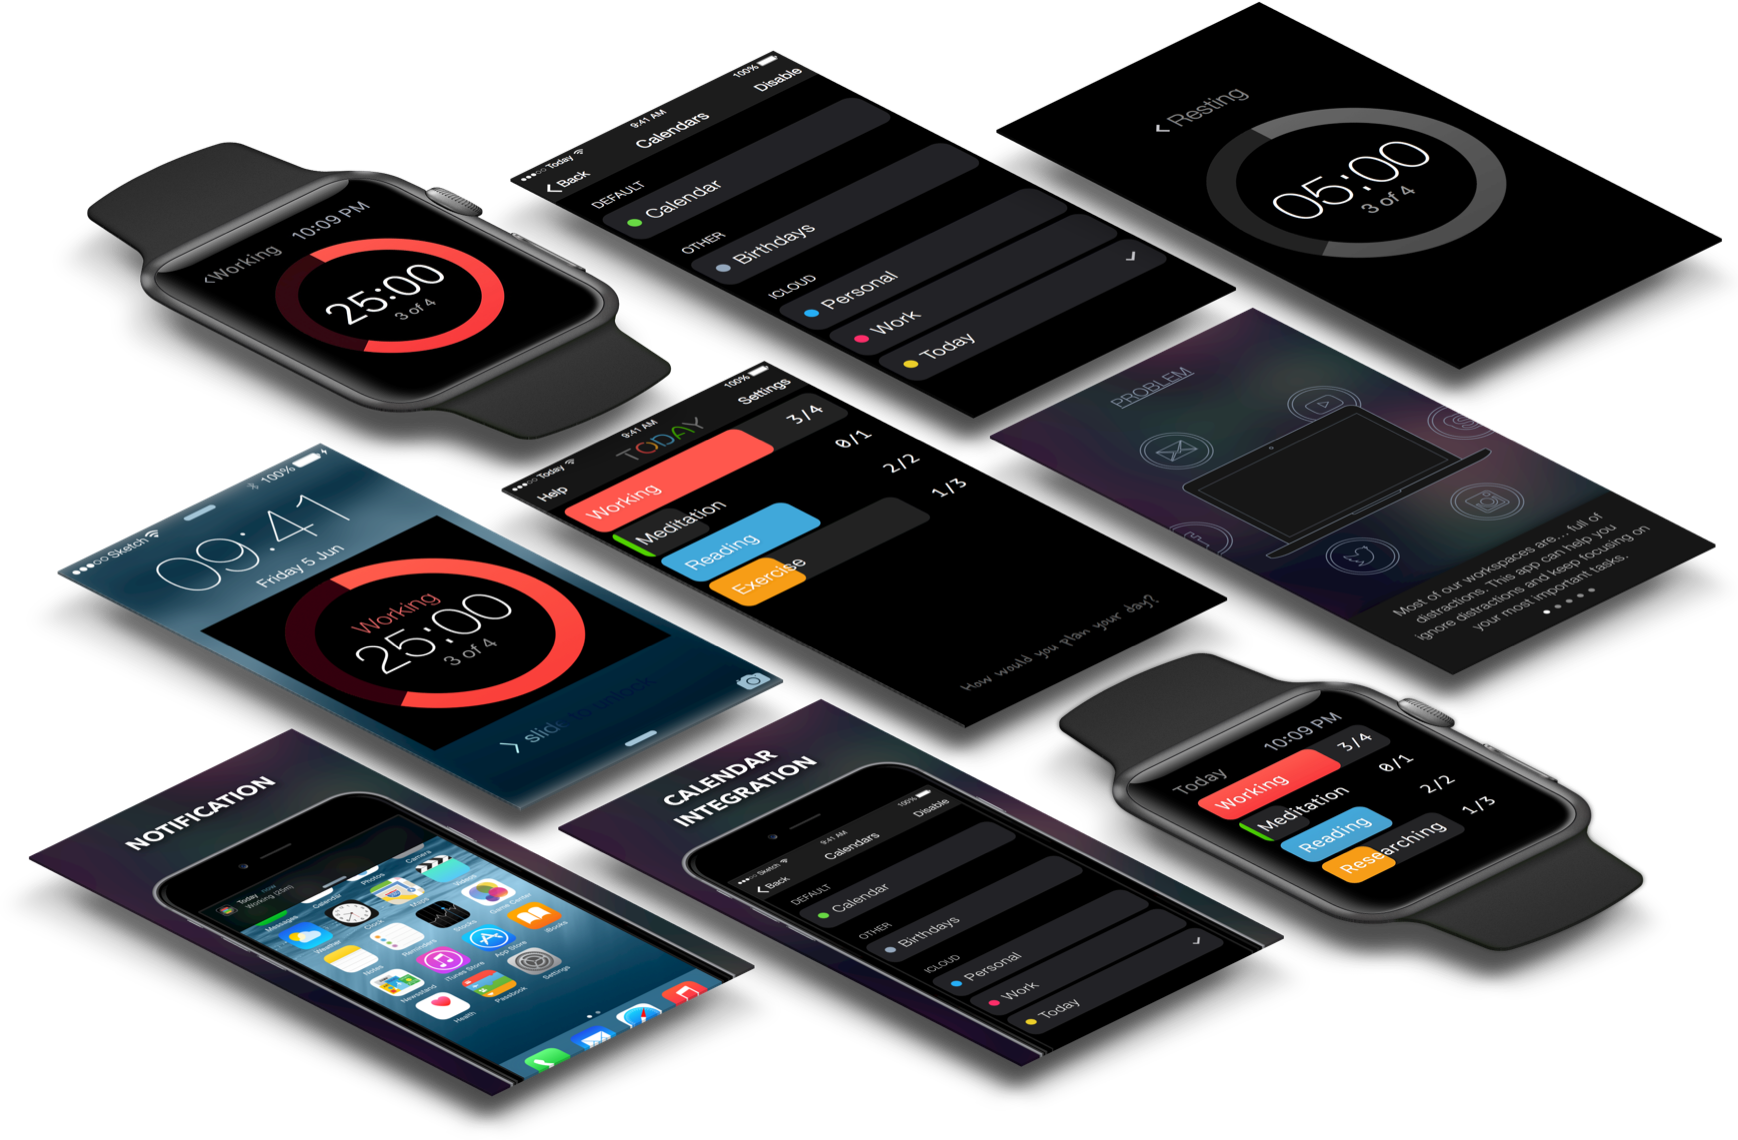 ‹Working 10:09 PM
25:00
3 of 4
●●●○○ Today 9:41 AM 100%
‹ Back Calendars Disable
DEFAULT
Calendar
OTHER
Birthdays
ICLOUD
Personal
Work
Today
‹ Resting
05:00
3 of 4
●●●○○ Sketch 100%
09:41
Friday 5 Jun
Working
25:00
3 of 4
slide to unlock
●●●○○ Today 9:41 AM 100%
Help TODAY Settings
Working 3/4
Meditation 0/1
Reading 2/2
Exercise 1/3
How would you plan your day?
PROBLEM
Most of our workspaces are... full of
distractions. This app can help you
ignore distractions and keep focusing on
your most important tasks.
NOTIFICATION
Today now
Working (25m)
Messages Calendar Photos Camera
Weather Clock Maps Videos
Notes Reminders Stocks Game Center
Newsstand iTunes Store App Store iBooks
Health Passbook Settings
CALENDAR
INTEGRATION
●●●○○ Sketch 9:41 AM 100%
‹ Back Calendars Disable
DEFAULT
Calendar
OTHER
Birthdays
ICLOUD
Personal
Work
Today
Today 10:09 PM
Working 3/4
Meditation 0/1
Reading 2/2
Researching 1/3